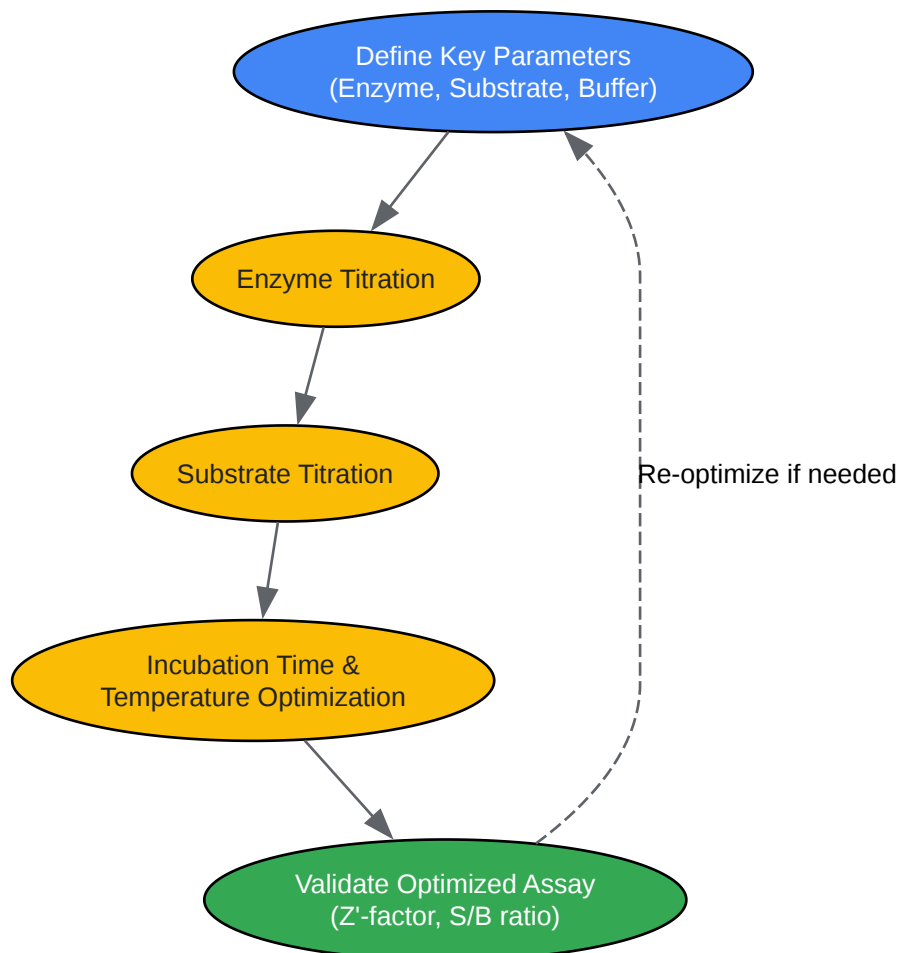 Define Key Parameters
(Enzyme, Substrate, Buffer)
Enzyme Titration
Substrate Titration
Re-optimize if needed
Incubation Time &
Temperature Optimization
Validate Optimized Assay
(Z'-factor, S/B ratio)